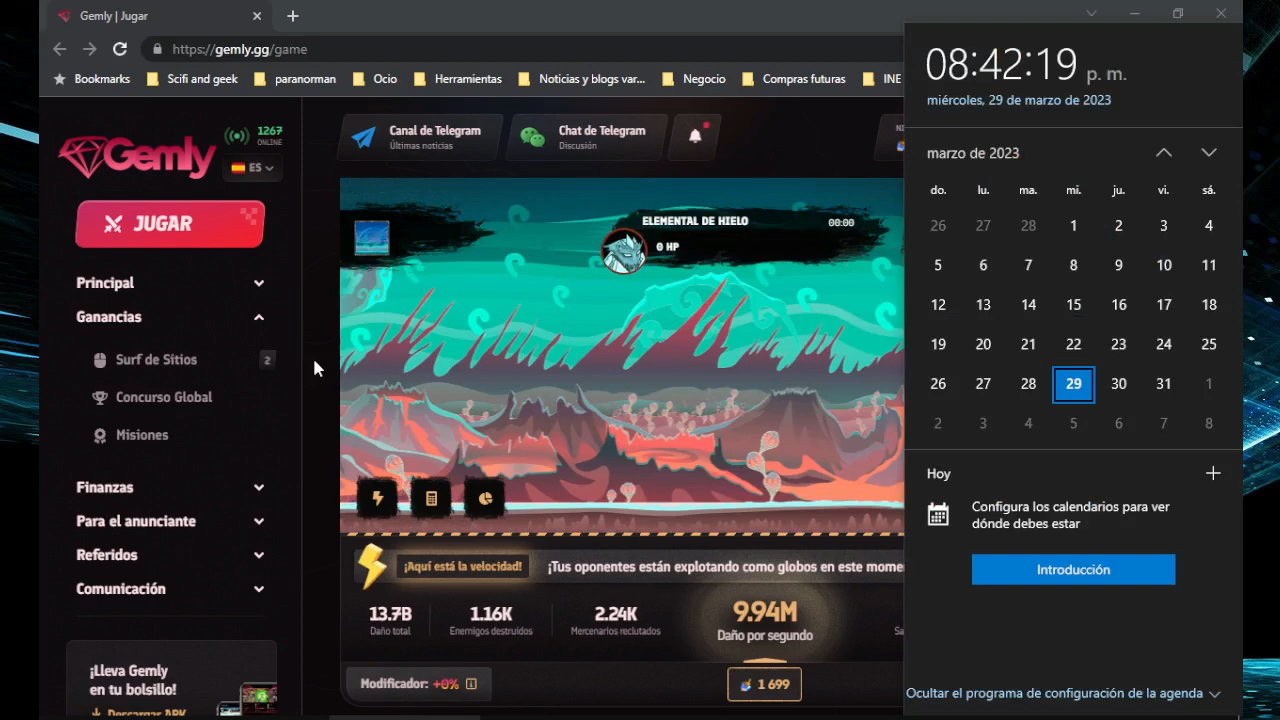 Gemly | Jugar
https://gemly.gg/game
Bookmarks
Scifi and geek
paranorman
Ocio
Herramientas
Noticias y blogs var...
Negocio
Compras futuras
INE
Gemly
1267
ONLINE
ES
JUGAR
Principal
Ganancias
Surf de Sitios
2
Concurso Global
Misiones
Finanzas
Para el anunciante
Referidos
Comunicación
¡Lleva Gemly
en tu bolsillo!
Descargar APK
Canal de Telegram
Últimas noticias
Chat de Telegram
Discusión
ELEMENTAL DE HIELO
00:00
0 HP
¡Aquí está la velocidad!
¡Tus oponentes están explotando como globos en este mome
13.7B
Daño total
1.16K
Enemigos destruidos
2.24K
Mercenarios reclutados
9.94M
Daño por segundo
Modificador: +0%
1 699
08:42:19 p. m.
miércoles, 29 de marzo de 2023
marzo de 2023
do. lu. ma. mi. ju. vi. sá.
26 27 28 1 2 3 4
5 6 7 8 9 10 11
12 13 14 15 16 17 18
19 20 21 22 23 24 25
26 27 28 29 30 31 1
2 3 4 5 6 7 8
Hoy
Configura los calendarios para ver
dónde debes estar
Introducción
Ocultar el programa de configuración de la agenda